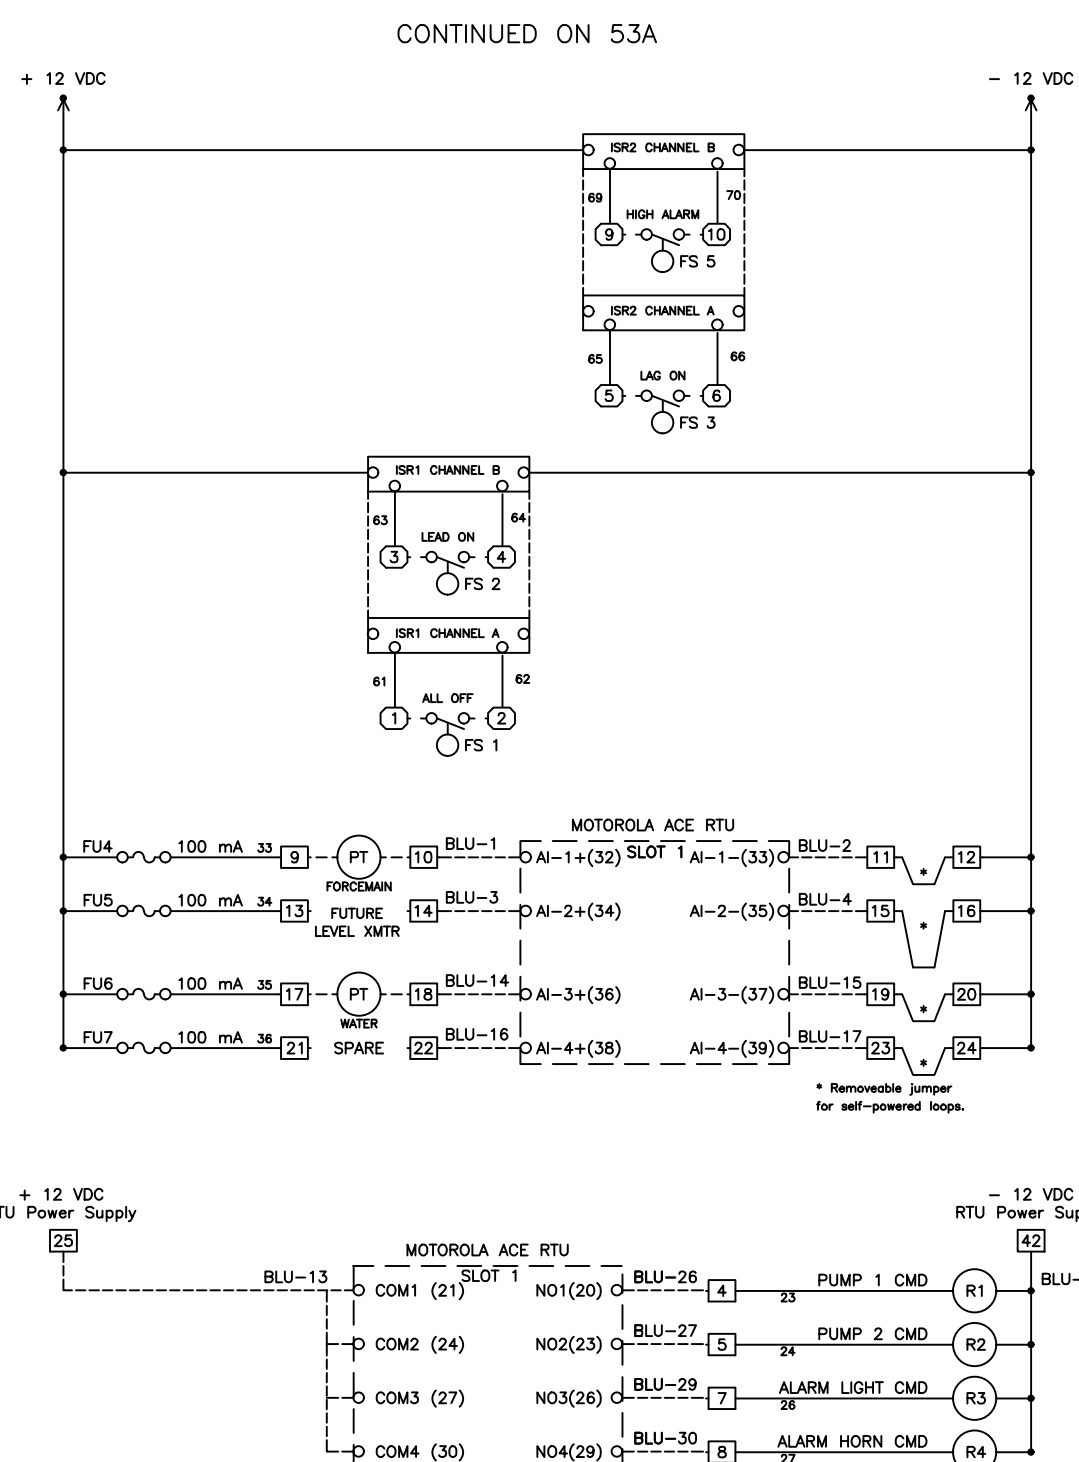 CONTINUED ON 53A
+ 12 VDC
- 12 VDC
ISR2 CHANNEL B
69
70
HIGH ALARM
9
10
FS 5
ISR2 CHANNEL A
65
66
LAG ON
5
6
FS 3
ISR1 CHANNEL B
63
64
LEAD ON
3
4
FS 2
ISR1 CHANNEL A
61
62
ALL OFF
1
2
FS 1
MOTOROLA ACE RTU
SLOT 1
FU4 100 mA 33 9 PT 10 BLU-1 AI-1+(32) AI-1-(33) BLU-2 11 * 12
FORCEMAIN
FU5 100 mA 34 13 FUTURE 14 BLU-3 AI-2+(34) AI-2-(35) BLU-4 15 * 16
LEVEL XMTR
FU6 100 mA 35 17 PT 18 BLU-14 AI-3+(36) AI-3-(37) BLU-15 19 * 20
WATER
FU7 100 mA 36 21 SPARE 22 BLU-16 AI-4+(38) AI-4-(39) BLU-17 23 * 24
* Removeable jumper
for self-powered loops.
+ 12 VDC
TU Power Supply
25
- 12 VDC
RTU Power Sup
42
MOTOROLA ACE RTU
SLOT 1
BLU-13 COM1 (21) NO1(20) BLU-26 4 23 PUMP 1 CMD R1 BLU-
COM2 (24) NO2(23) BLU-27 5 24 PUMP 2 CMD R2
COM3 (27) NO3(26) BLU-29 7 26 ALARM LIGHT CMD R3
COM4 (30) NO4(29) BLU-30 8 27 ALARM HORN CMD R4